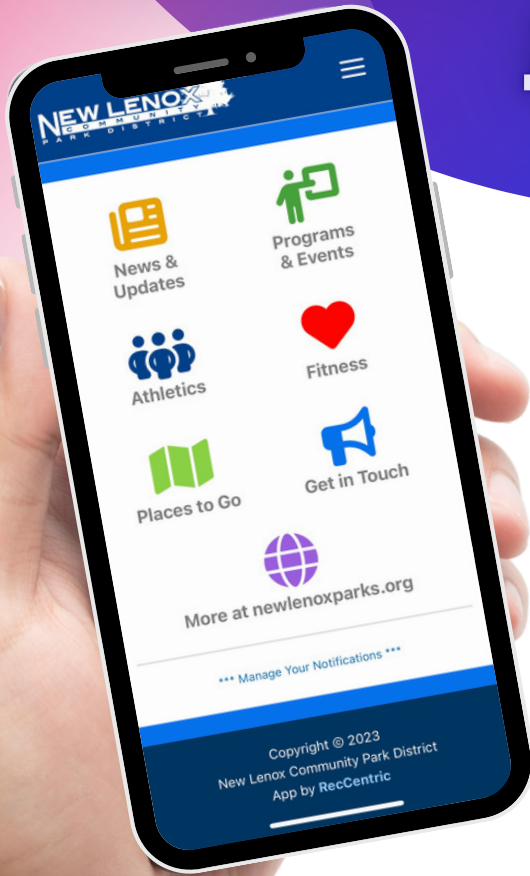 NEW LENOX
COMMUNITY
PARK DISTRICT
News &
Updates
Programs
& Events
Athletics
Fitness
Places to Go
Get in Touch
More at newlenoxparks.org
*** Manage Your Notifications ***
Copyright © 2023
New Lenox Community Park District
App by RecCentric